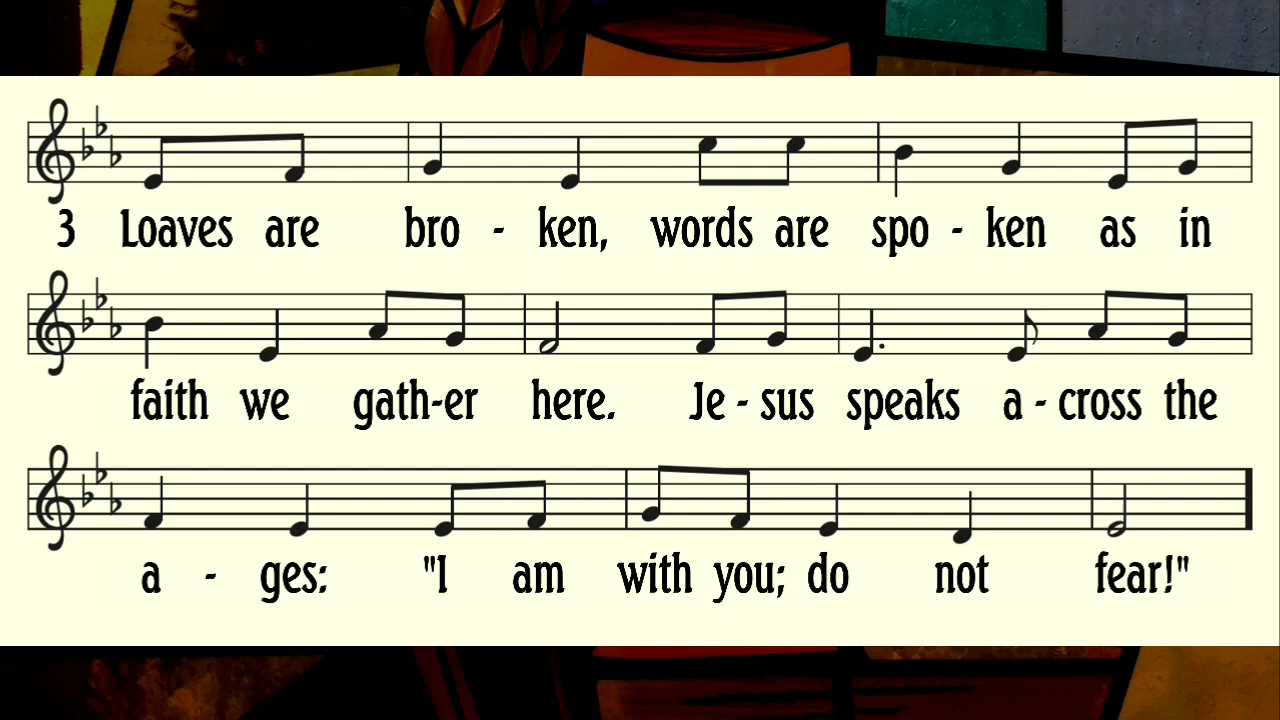 3 Loaves are bro - ken, words are spo - ken as in
faith we gath-er here. Je - sus speaks a - cross the
a - ges: "I am with you; do not fear!"